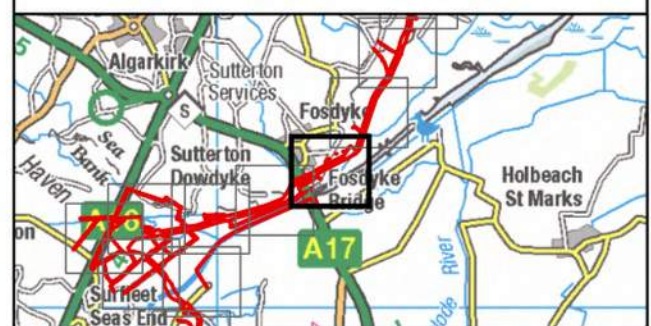 5
Algarkirk
Sutterton
Services
S
Fosdyke
Sea
Bank
Haven
Sutterton
Dowdyke
Fosdyke
Bridge
Holbeach
St Marks
on
A17
River
Surfleet
Seas End